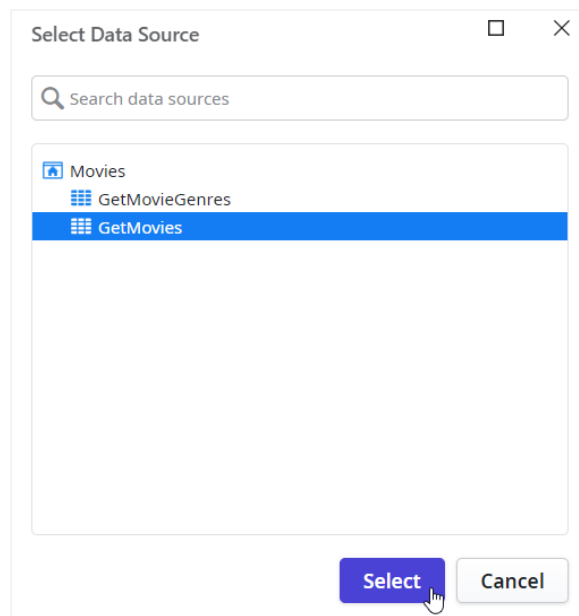 Select Data Source
Search data sources
Movies
GetMovieGenres
GetMovies
Select
Cancel